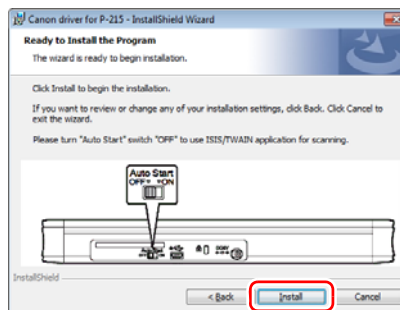 Canon driver for P-215 - InstallShield Wizard
Ready to Install the Program
The wizard is ready to begin installation.
Click Install to begin the installation.
If you want to review or change any of your installation settings, click Back. Click Cancel to
exit the wizard.
Please turn "Auto Start" switch "OFF" to use ISIS/TWAIN application for scanning.
Auto Start
OFF ON
InstallShield
< Back
Install
Cancel